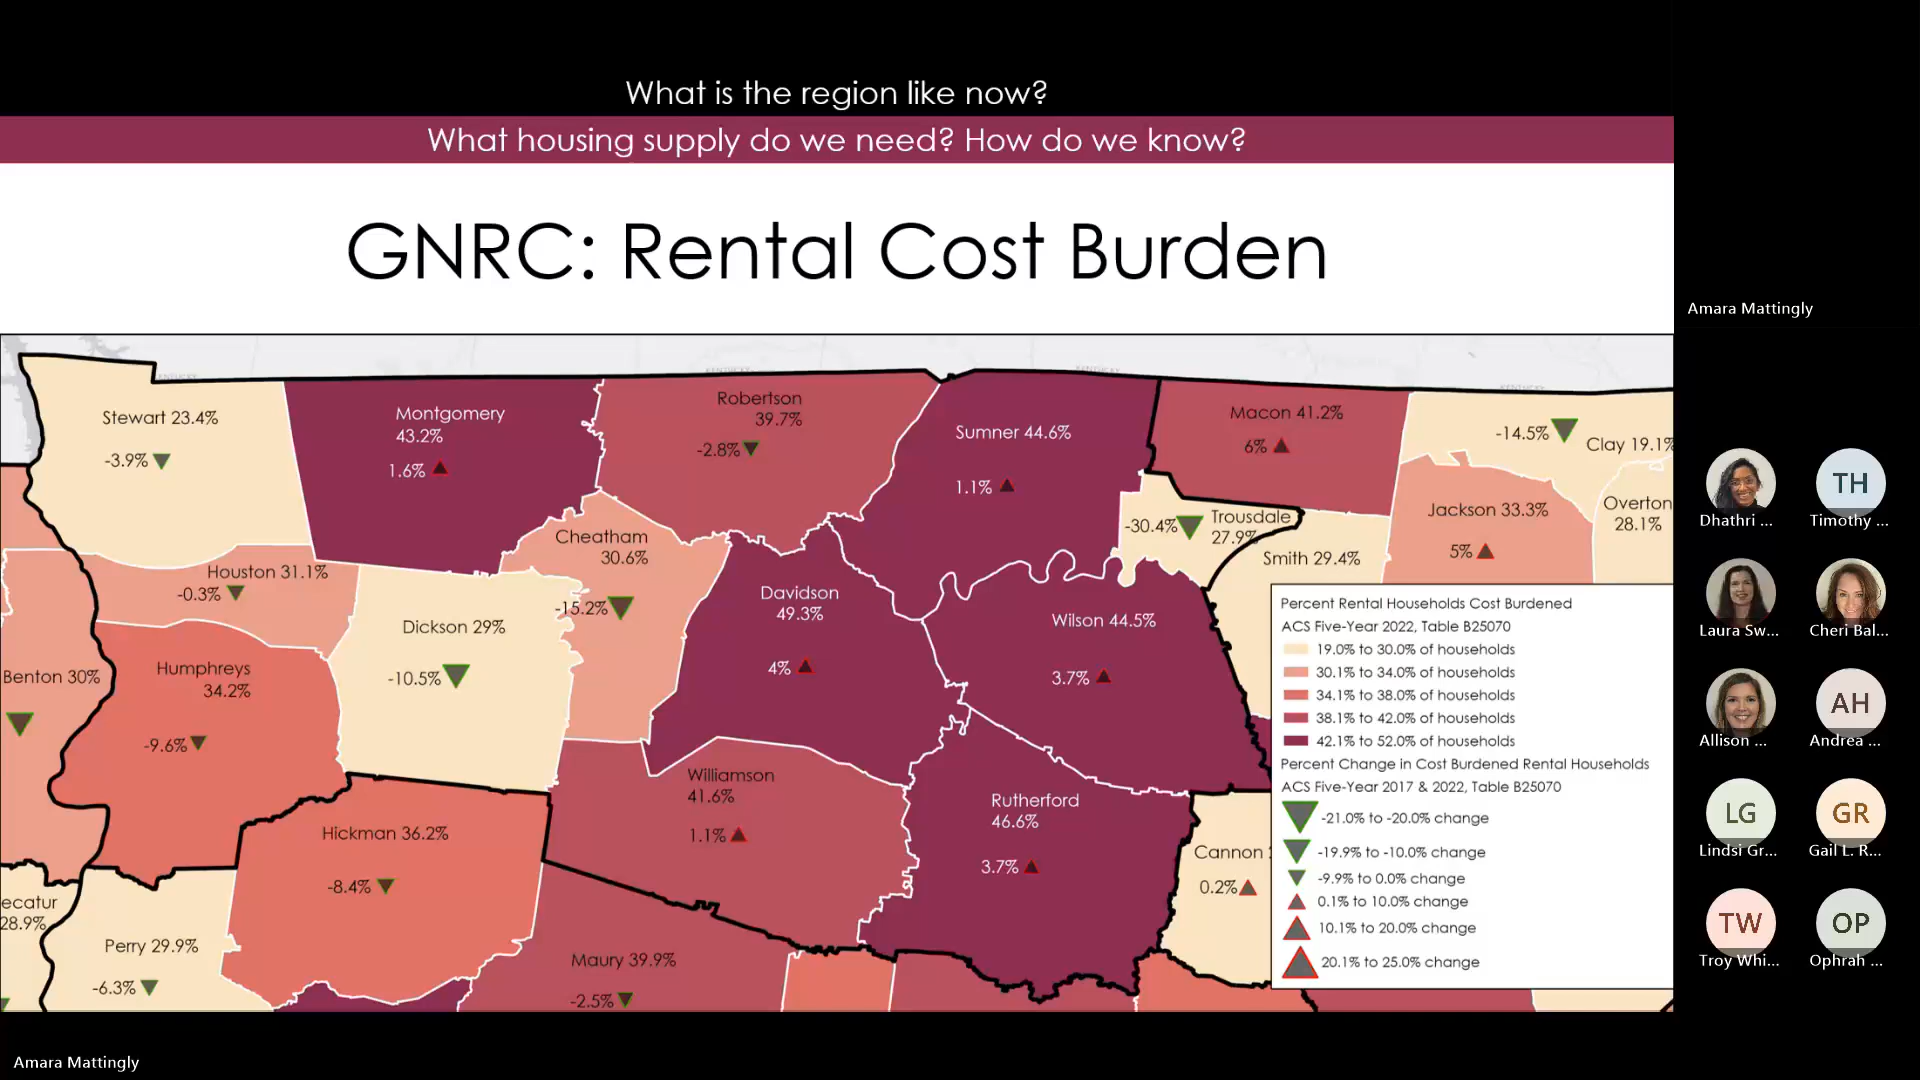 What is the region like now?
What housing supply do we need? How do we know?
GNRC: Rental Cost Burden
Amara Mattingly
Stewart 23.4%
-3.9%
Montgomery
43.2%
1.6%
Robertson
39.7%
-2.8%
Sumner 44.6%
1.1%
Macon 41.2%
6%
-14.5%
Clay 19.1%
Jackson 33.3%
5%
Overton
28.1%
-30.4%
Trousdale
27.9%
Smith 29.4%
Houston 31.1%
-0.3%
Cheatham
30.6%
-15.2%
Dickson 29%
-10.5%
Davidson
49.3%
4%
Wilson 44.5%
3.7%
Benton 30%
Humphreys
34.2%
-9.6%
Williamson
41.6%
1.1%
Rutherford
46.6%
3.7%
Hickman 36.2%
-8.4%
Cannon
0.2%
ecatur
28.9%
Perry 29.9%
-6.3%
Maury 39.9%
-2.5%
Percent Rental Households Cost Burdened
ACS Five-Year 2022, Table B25070
19.0% to 30.0% of households
30.1% to 34.0% of households
34.1% to 38.0% of households
38.1% to 42.0% of households
42.1% to 52.0% of households
Percent Change in Cost Burdened Rental Households
ACS Five-Year 2017 & 2022, Table B25070
-21.0% to -20.0% change
-19.9% to -10.0% change
-9.9% to 0.0% change
0.1% to 10.0% change
10.1% to 20.0% change
20.1% to 25.0% change
TH
Dhathri ...
Timothy ...
Laura Sw...
Cheri Bal...
AH
Allison ...
Andrea ...
LG
GR
Lindsi Gr...
Gail L. R...
TW
OP
Troy Whi...
Ophrah ...
Amara Mattingly